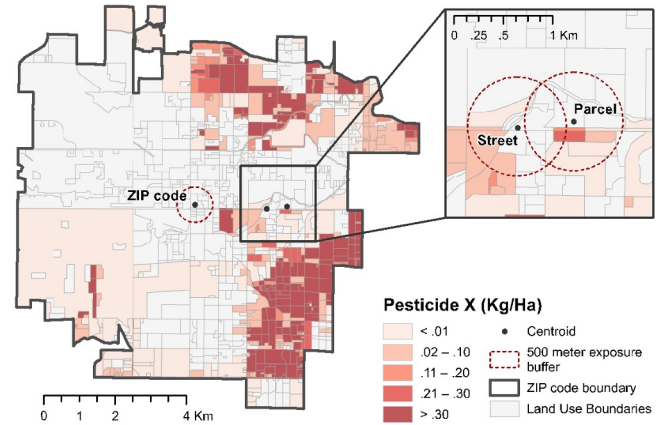 0 .25 .5 1 Km
Parcel
Street
ZIP code
Pesticide X (Kg/Ha)
< .01
.02 – .10
.11 – .20
.21 – .30
> .30
Centroid
500 meter exposure
buffer
ZIP code boundary
Land Use Boundaries
0 1 2 4 Km